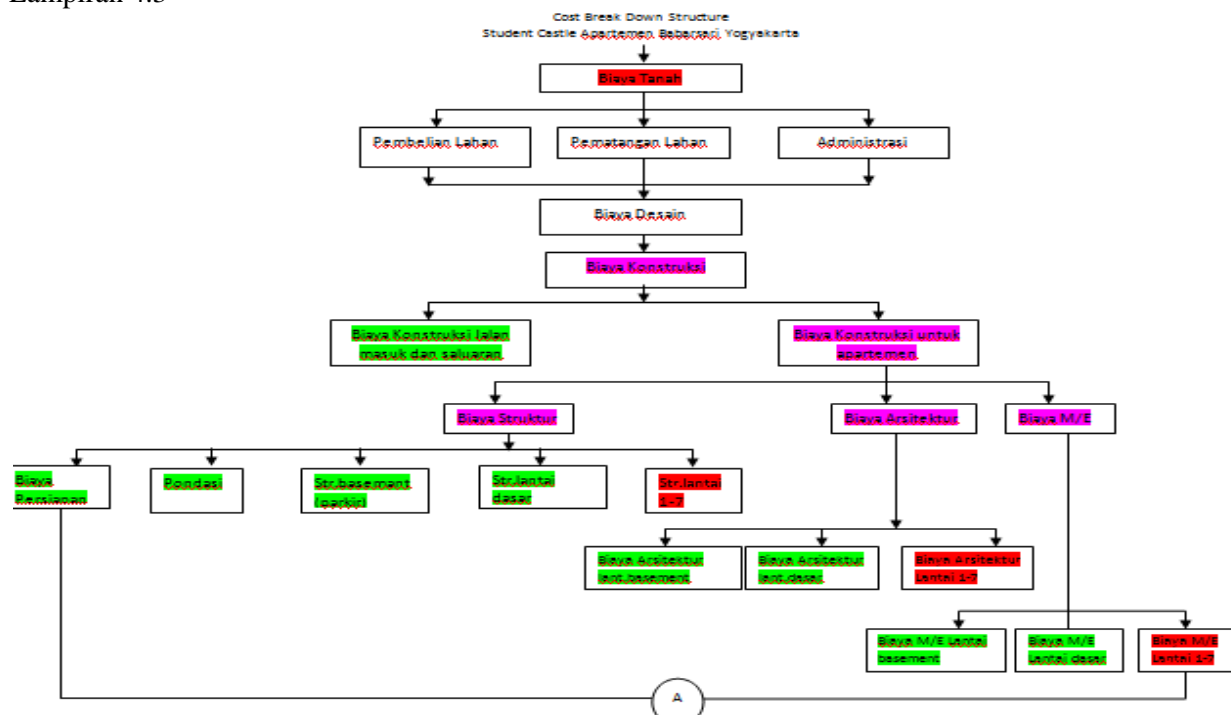 Lampiran 4.3
Cost Break Down Structure
Student Castle Apartemen Babarsari, Yogyakarta
Biaya Tanah
Pembelian Lahan
Pematangan Lahan
Administrasi
Biaya Desain
Biaya Konstruksi
Biaya Konstruksi Jalan
masuk dan saluran
Biaya Konstruksi untuk
apartemen
Biaya Struktur
Biaya Arsitektur
Biaya M/E
Biaya
Persiapan
Pondasi
Str.basemant
(parkir)
Str.lantai
dasar
Str.lantai
1-7
Biaya Arsitektur
lant.basement
Biaya Arsitektur
lant.dasar
Biaya Arsitektur
Lantai 1-7
Biaya M/E Lantai
basement
Biaya M/E
Lantai dasar
Biaya M/E
Lantai 1-7
A